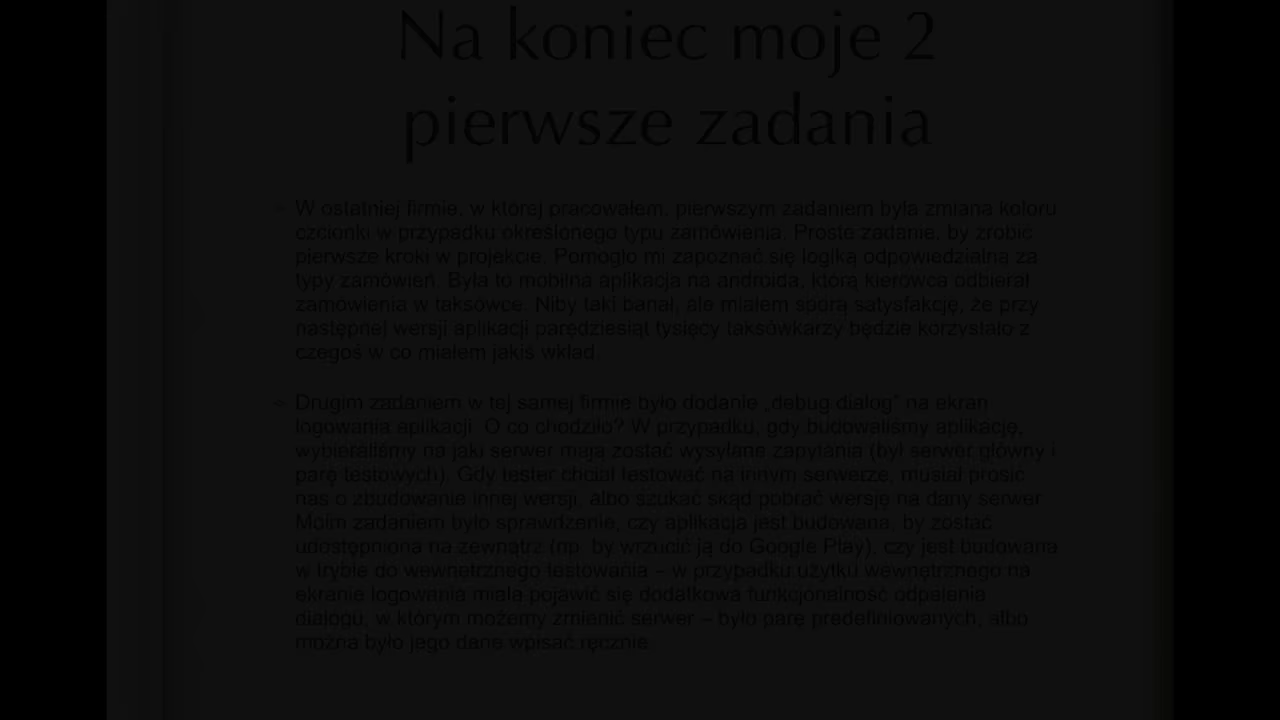 Na koniec moje 2
pierwsze zadania
W ostatniej firmie, w której pracowałem, pierwszym zadaniem była zmiana koloru
czcionki w przypadku określonego typu zamówienia. Proste zadanie, by zrobić
pierwsze kroki w projekcie. Pomogło mi zapoznać się logiką odpowiedzialną za
typy zamówień. Była to mobilna aplikacja na androida, którą kierowca odbierał
zamówienia w taksówce. Niby taki banał, ale miałem sporą satysfakcję, że przy
następnej wersji aplikacji parędziesiąt tysięcy taksówkarzy będzie korzystało z
czegoś w co miałem jakiś wkład.
Drugim zadaniem w tej samej firmie było dodanie „debug dialog” na ekran
logowania aplikacji. O co chodziło? W przypadku, gdy budowaliśmy aplikację,
wybieraliśmy na jaki serwer mają zostać wysyłane zapytania (był serwer główny i
parę testowych). Gdy tester chciał testować na innym serwerze, musiał prosić
nas o zbudowanie innej wersji, albo szukać skąd pobrać wersję na dany serwer.
Moim zadaniem było sprawdzenie, czy aplikacja jest budowana, by zostać
udostępniona na zewnątrz (np. by wrzucić ją do Google Play), czy jest budowana
w trybie do wewnętrznego testowania – w przypadku użytku wewnętrznego na
ekranie logowania miała pojawić się dodatkowa funkcjonalność odpalenia
dialogu, w którym możemy zmienić serwer – było parę predefiniowanych, albo
można było jego dane wpisać ręcznie.